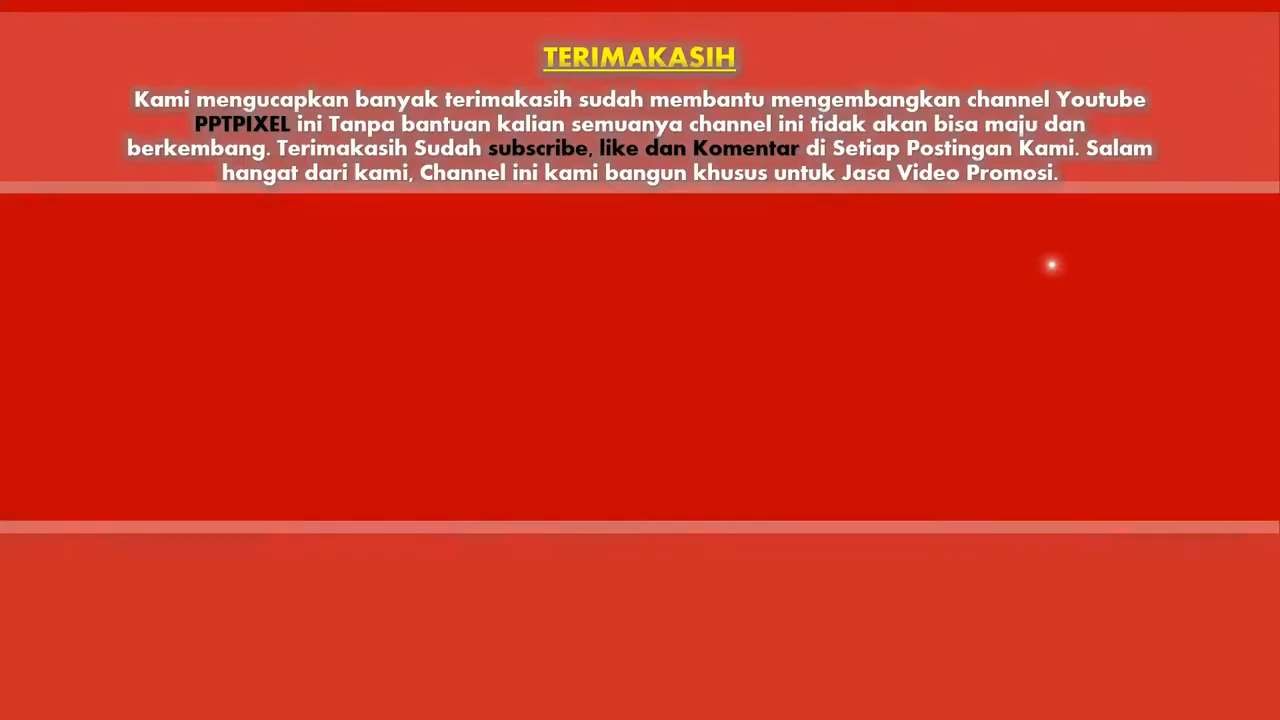 TERIMAKASIH
Kami mengucapkan banyak terimakasih sudah membantu mengembangkan channel Youtube
PPTPIXEL ini Tanpa bantuan kalian semuanya channel ini tidak akan bisa maju dan
berkembang. Terimakasih Sudah subscribe, like dan Komentar di Setiap Postingan Kami. Salam
hangat dari kami, Channel ini kami bangun khusus untuk Jasa Video Promosi.